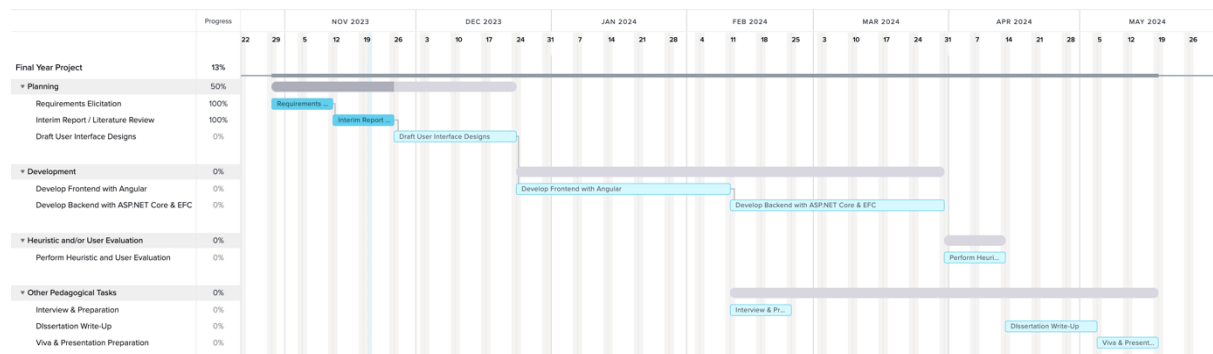 Progress NOV 2023 DEC 2023 JAN 2024 FEB 2024 MAR 2024 APR 2024 MAY 2024
22 29 5 12 19 26 3 10 17 24 31 7 14 21 28 4 11 18 25 3 10 17 24 31 7 14 21 28 5 12 19 26
Final Year Project 13%
Planning 50%
Requirements Elicitation 100% Requirements ...
Interim Report / Literature Review 100% Interim Report ...
Draft User Interface Designs 0% Draft User Interface Designs
Development 0%
Develop Frontend with Angular 0% Develop Frontend with Angular
Develop Backend with ASP.NET Core & EFC 0% Develop Backend with ASP.NET Core & EFC
Heuristic and/or User Evaluation 0%
Perform Heuristic and User Evaluation 0% Perform Heuri...
Other Pedagogical Tasks 0%
Interview & Preparation 0% Interview & Pr...
DIssertation Write-Up 0% DIssertation Write-Up
Viva & Presentation Preparation 0% Viva & Present...